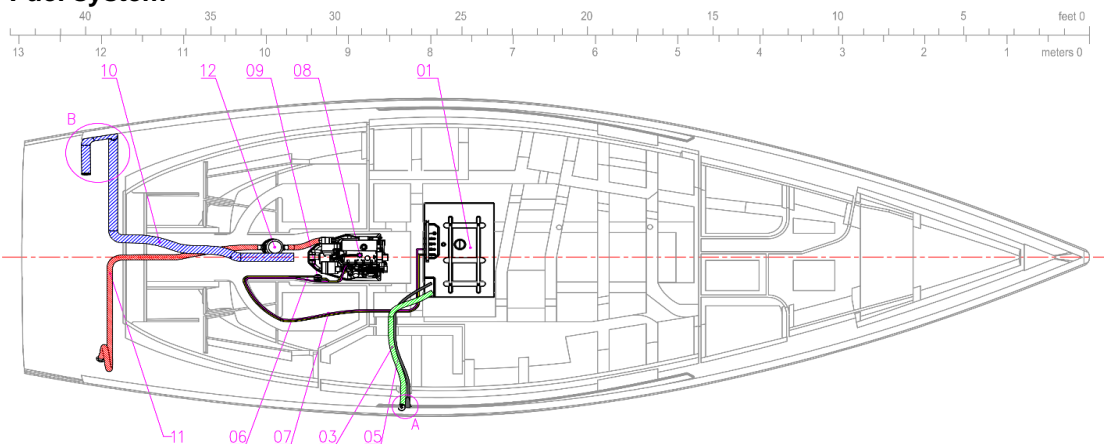 Fuel system
40 35 30 25 20 15 10 5 feet 0
13 12 11 10 9 8 7 6 5 4 3 2 1 meters 0
10 12 09 08 01
B
A
11 06 07 03 05